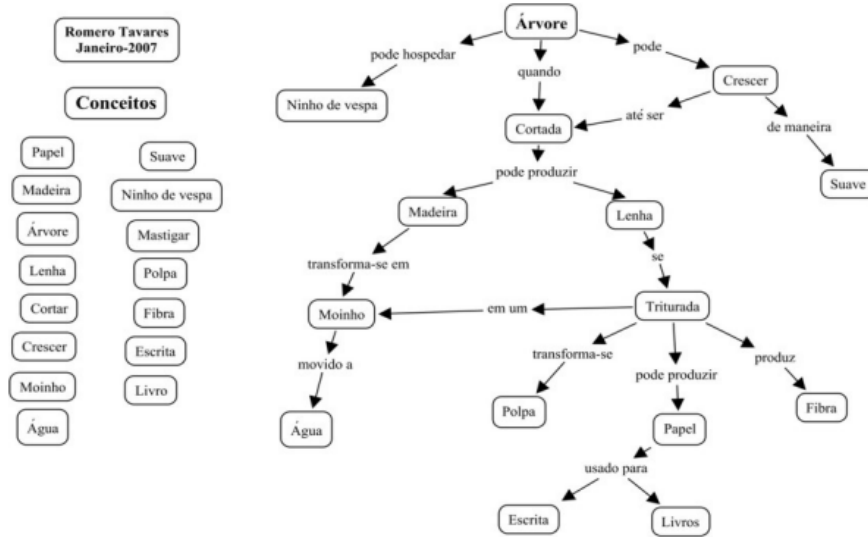 Romero Tavares
Janeiro-2007
Conceitos
Papel
Madeira
Árvore
Lenha
Cortar
Crescer
Moinho
Água
Suave
Ninho de vespa
Mastigar
Polpa
Fibra
Escrita
Livro
Árvore
pode hospedar
quando
pode
Ninho de vespa
Crescer
Cortada
até ser
de maneira
Suave
pode produzir
Madeira
Lenha
transforma-se em
se
Moinho
em um
Triturada
movido a
transforma-se
pode produzir
produz
Água
Polpa
Papel
Fibra
usado para
Escrita
Livros